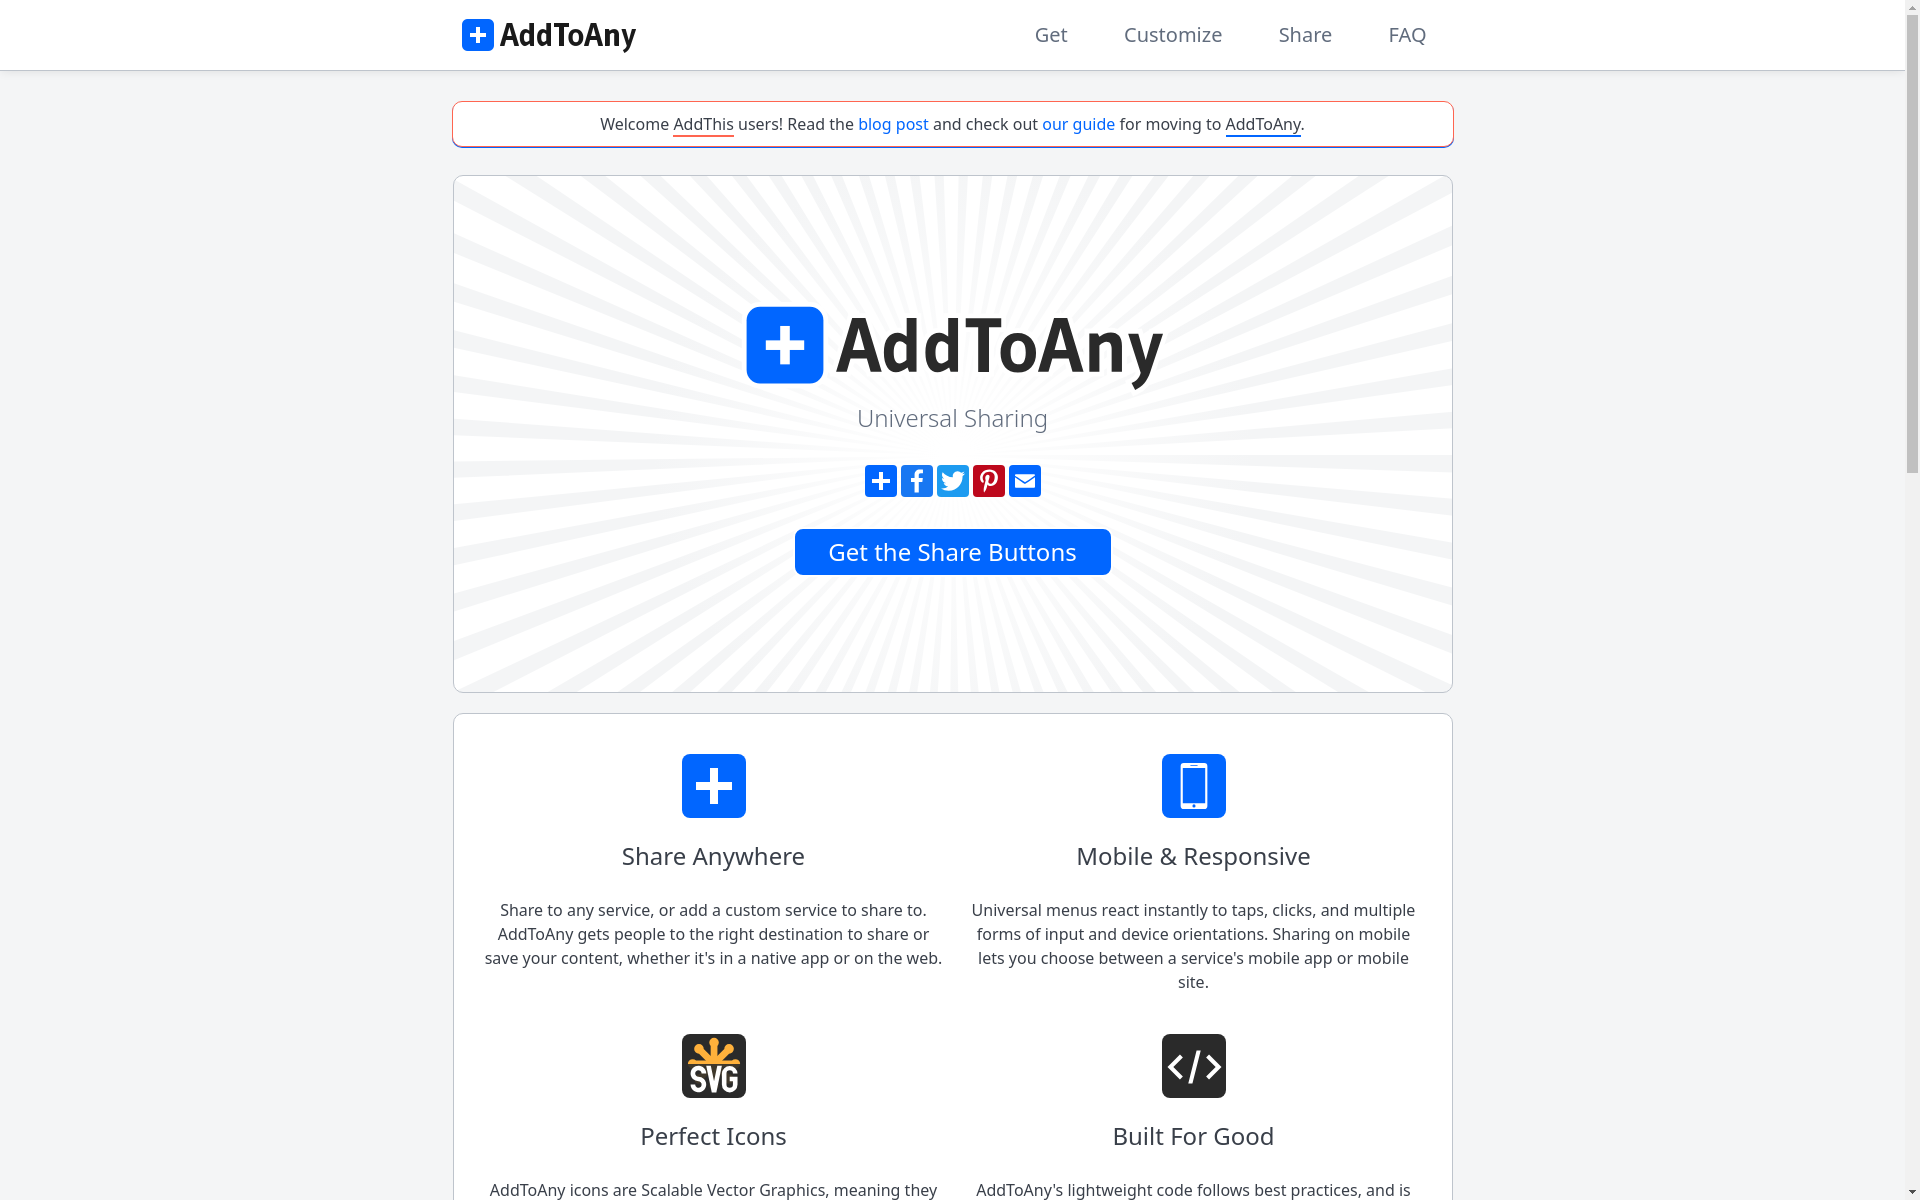 AddToAny
Get
Customize
Share
FAQ
Welcome AddThis users! Read the blog post and check out our guide for moving to AddToAny.
AddToAny
Universal Sharing
Get the Share Buttons
Share Anywhere
Share to any service, or add a custom service to share to.
AddToAny gets people to the right destination to share or
save your content, whether it's in a native app or on the web.
Mobile & Responsive
Universal menus react instantly to taps, clicks, and multiple
forms of input and device orientations. Sharing on mobile
lets you choose between a service's mobile app or mobile
site.
SVG
Perfect Icons
AddToAny icons are Scalable Vector Graphics, meaning they
</>
Built For Good
AddToAny's lightweight code follows best practices, and is